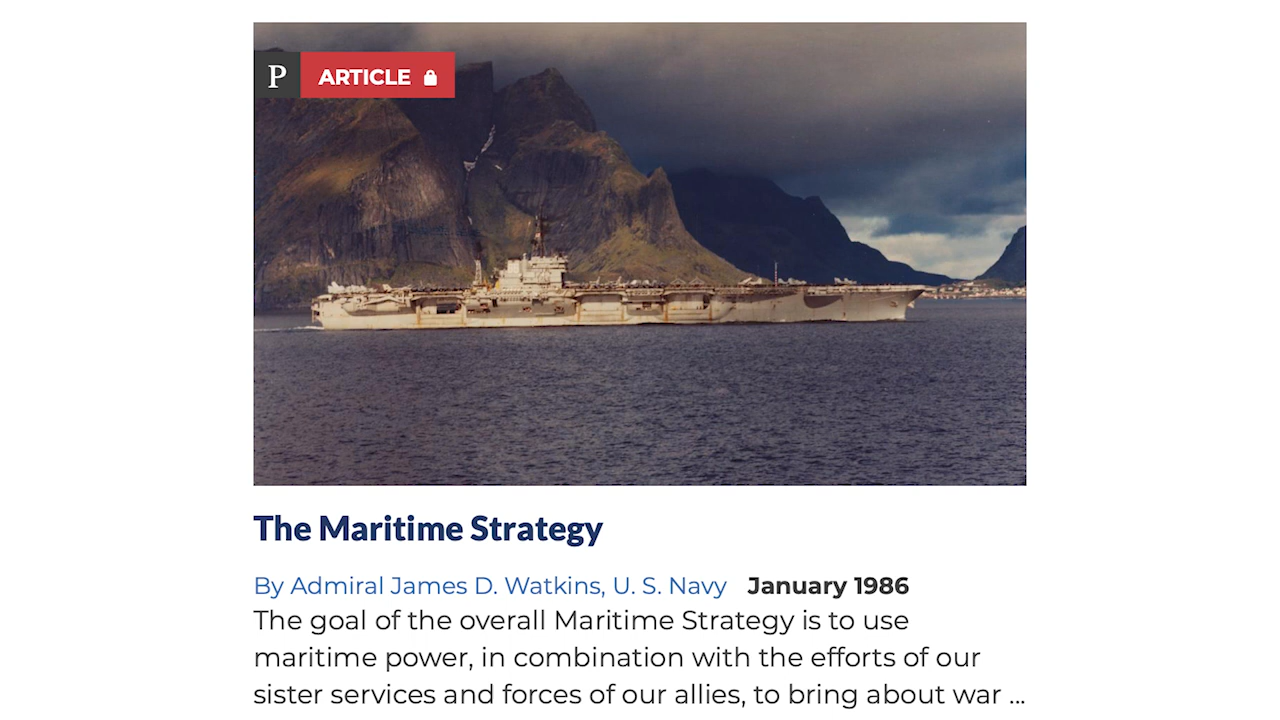 P ARTICLE
The Maritime Strategy
By Admiral James D. Watkins, U. S. Navy January 1986
The goal of the overall Maritime Strategy is to use
maritime power, in combination with the efforts of our
sister services and forces of our allies, to bring about war ...